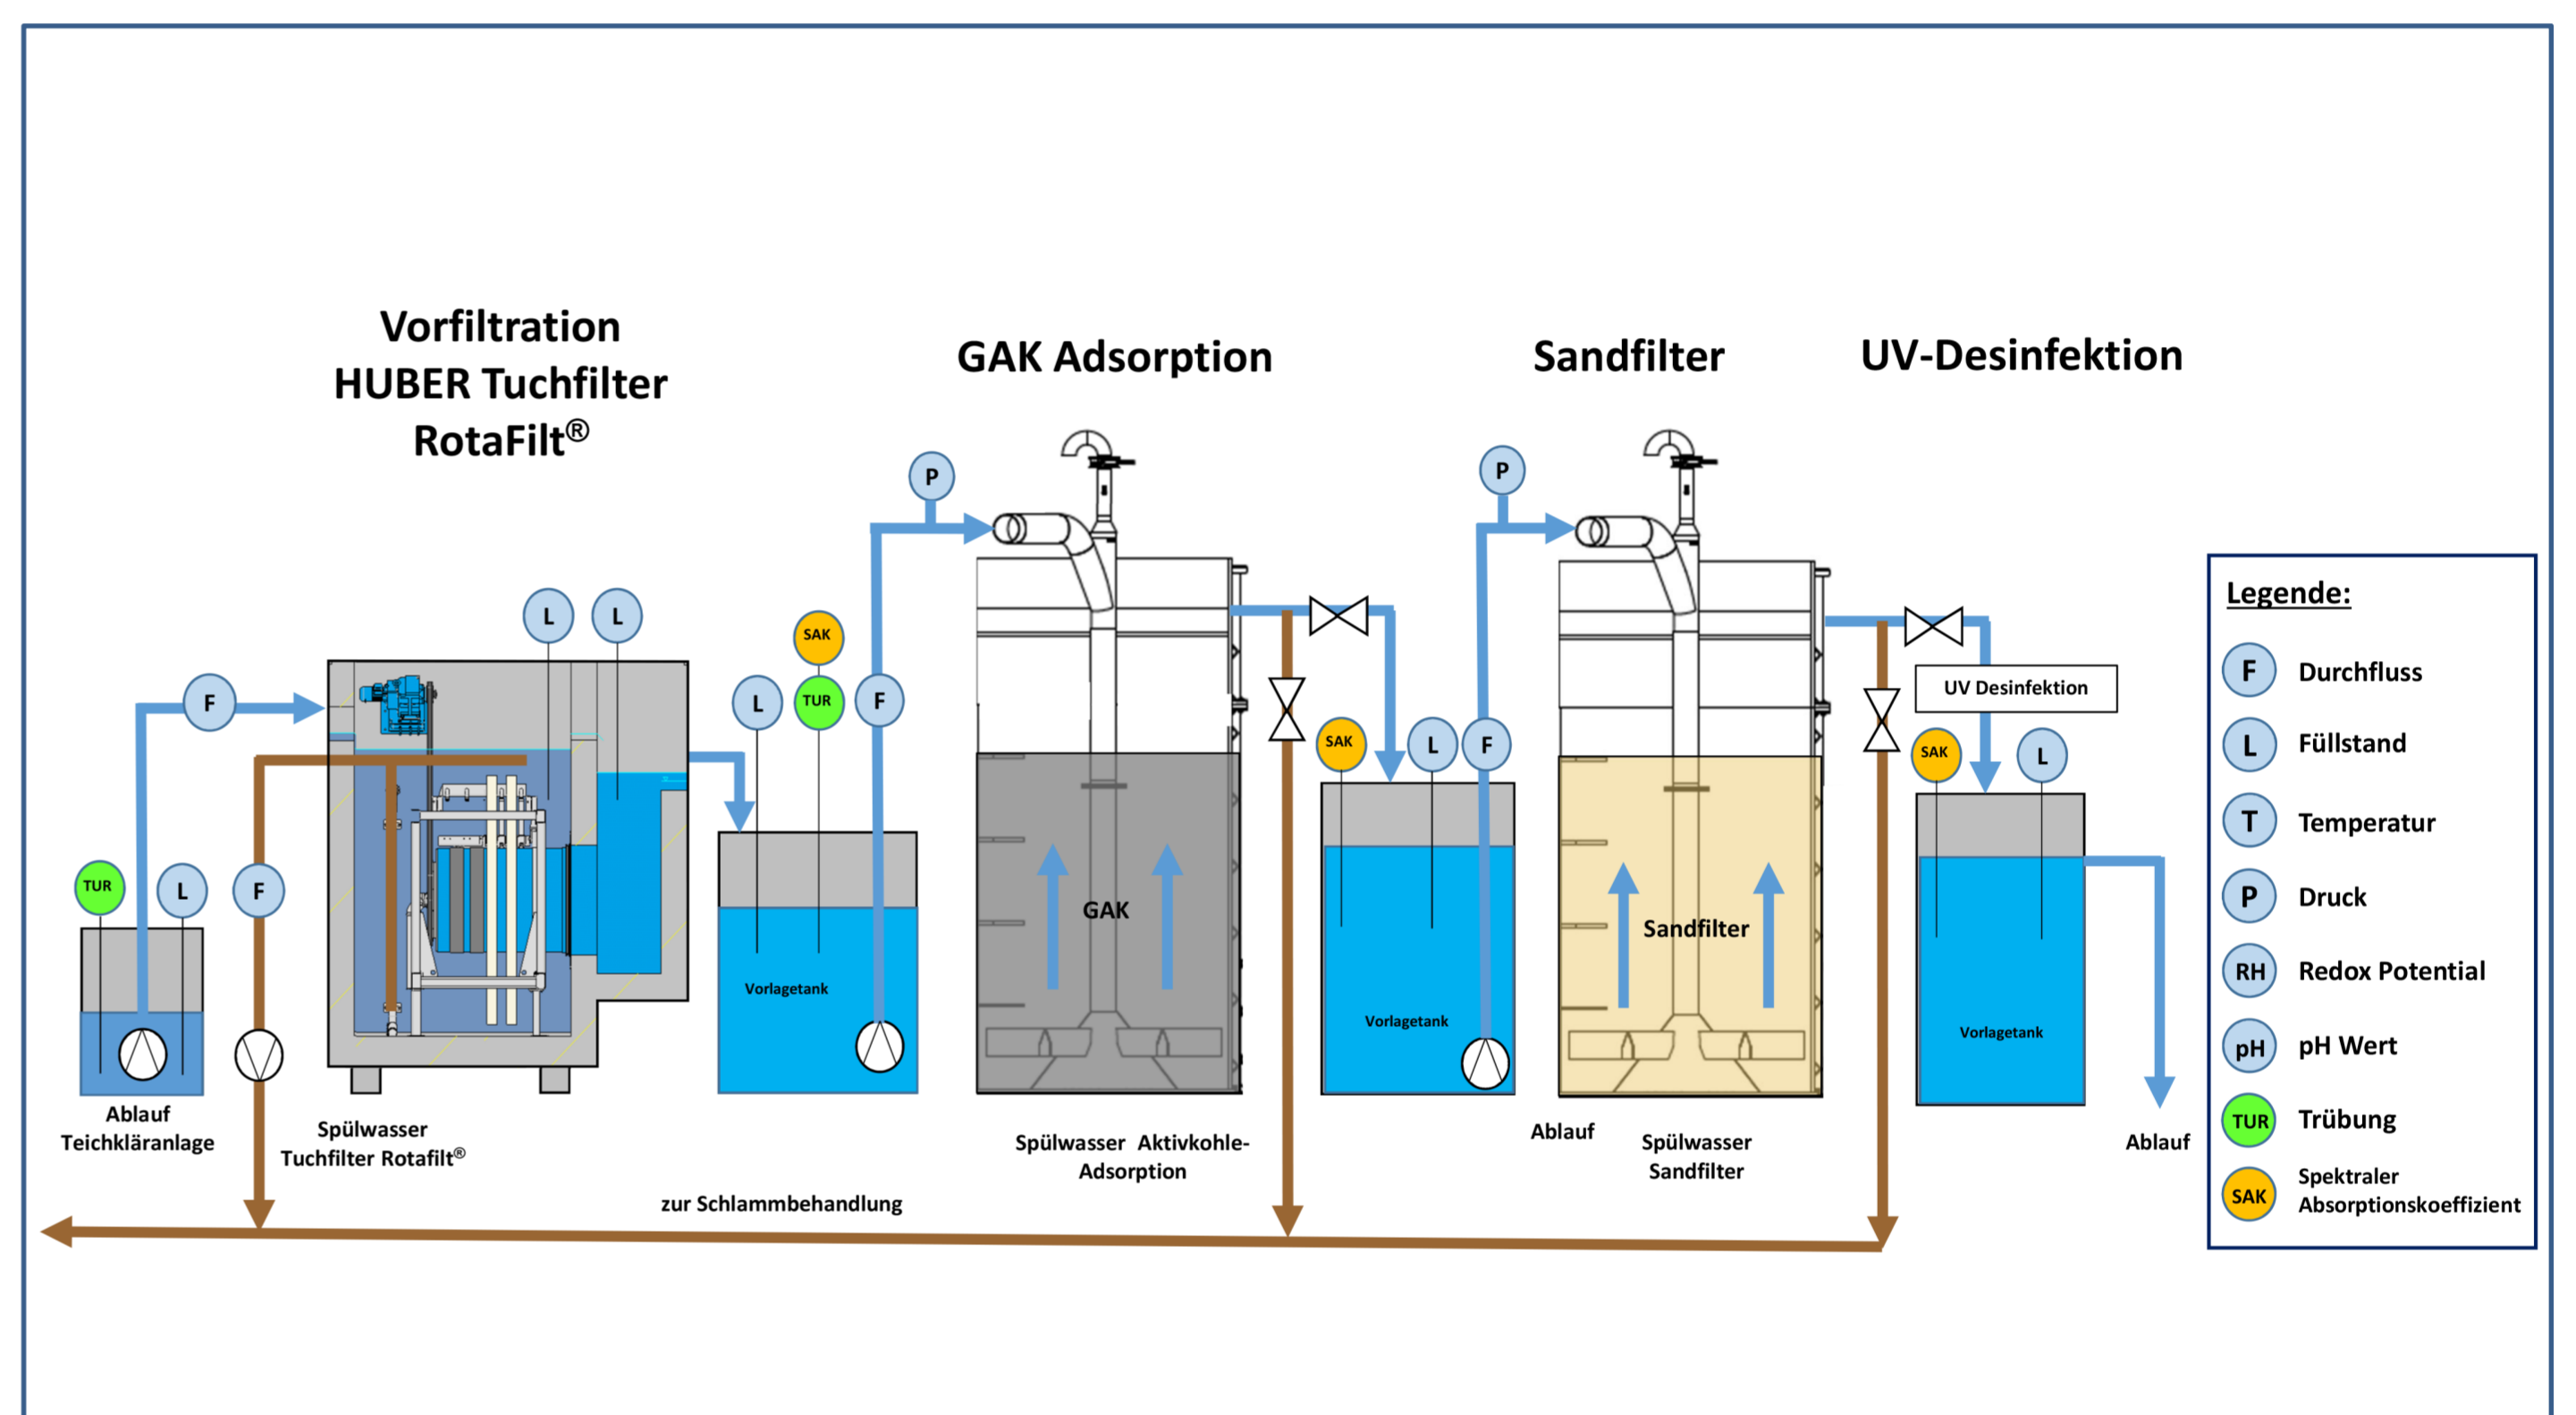 Vorfiltration
HUBER Tuchfilter
RotaFilt®
GAK Adsorption
Sandfilter
UV-Desinfektion
P
P
L
L
SAK
F
L
TUR
F
SAK
L
F
UV Desinfektion
SAK
L
TUR
L
F
GAK
Sandfilter
Vorlagetank
Vorlagetank
Vorlagetank
Ablauf
Teichkläranlage
Spülwasser
Tuchfilter Rotafilt®
Spülwasser Aktivkohle-
Adsorption
Ablauf
Spülwasser
Sandfilter
Ablauf
zur Schlammbehandlung
Legende:
F Durchfluss
L Füllstand
T Temperatur
P Druck
RH Redox Potential
pH pH Wert
TUR Trübung
SAK Spektraler
Absorptionskoeffizient